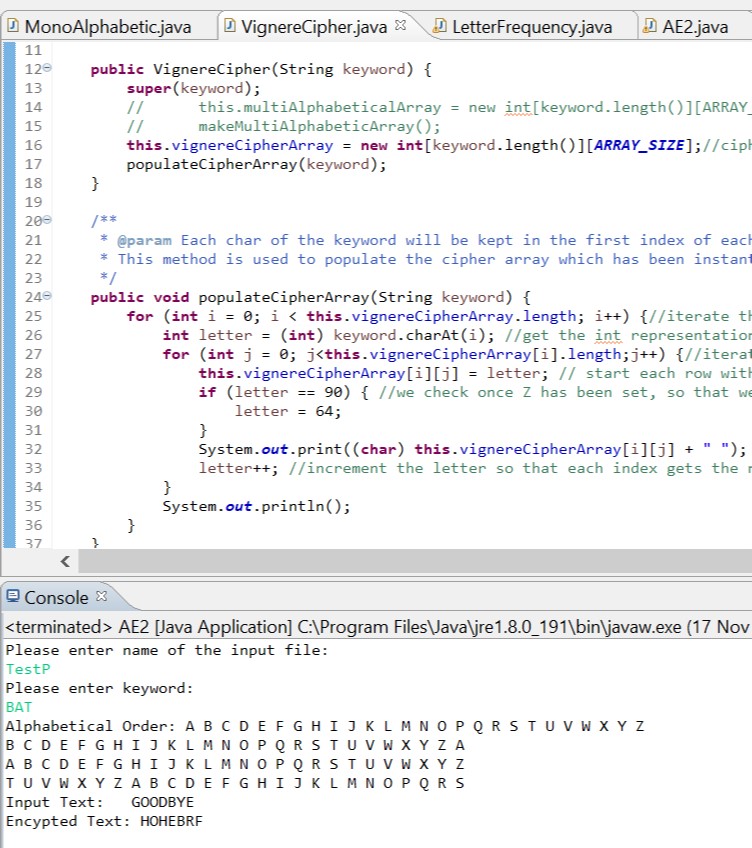 MonoAlphabetic.java VignereCipher.java LetterFrequency.java AE2.java
11
12 public VignereCipher(String keyword) {
13 super(keyword);
14 // this.multiAlphabeticalArray = new int[keyword.length()][ARRAY_
15 // makeMultiAlphabeticArray();
16 this.vignereCipherArray = new int[keyword.length()][ARRAY_SIZE];//ciph
17 populateCipherArray(keyword);
18 }
19
20 /**
21 * @param Each char of the keyword will be kept in the first index of each
22 * This method is used to populate the cipher array which has been instant
23 */
24 public void populateCipherArray(String keyword) {
25 for (int i = 0; i < this.vignereCipherArray.length; i++) {//iterate th
26 int letter = (int) keyword.charAt(i); //get the int representation
27 for (int j = 0; j<this.vignereCipherArray[i].length;j++) {//iterat
28 this.vignereCipherArray[i][j] = letter; // start each row with
29 if (letter == 90) { //we check once Z has been set, so that we
30 letter = 64;
31 }
32 System.out.print((char) this.vignereCipherArray[i][j] + " ");
33 letter++; //increment the letter so that each index gets the n
34 }
35 System.out.println();
36 }
37 }
Console
<terminated> AE2 [Java Application] C:\Program Files\Java\jre1.8.0_191\bin\javaw.exe (17 Nov
Please enter name of the input file:
TestP
Please enter keyword:
BAT
Alphabetical Order: A B C D E F G H I J K L M N O P Q R S T U V W X Y Z
B C D E F G H I J K L M N O P Q R S T U V W X Y Z A
A B C D E F G H I J K L M N O P Q R S T U V W X Y Z
T U V W X Y Z A B C D E F G H I J K L M N O P Q R S
Input Text: GOODBYE
Encypted Text: HOHEBRF